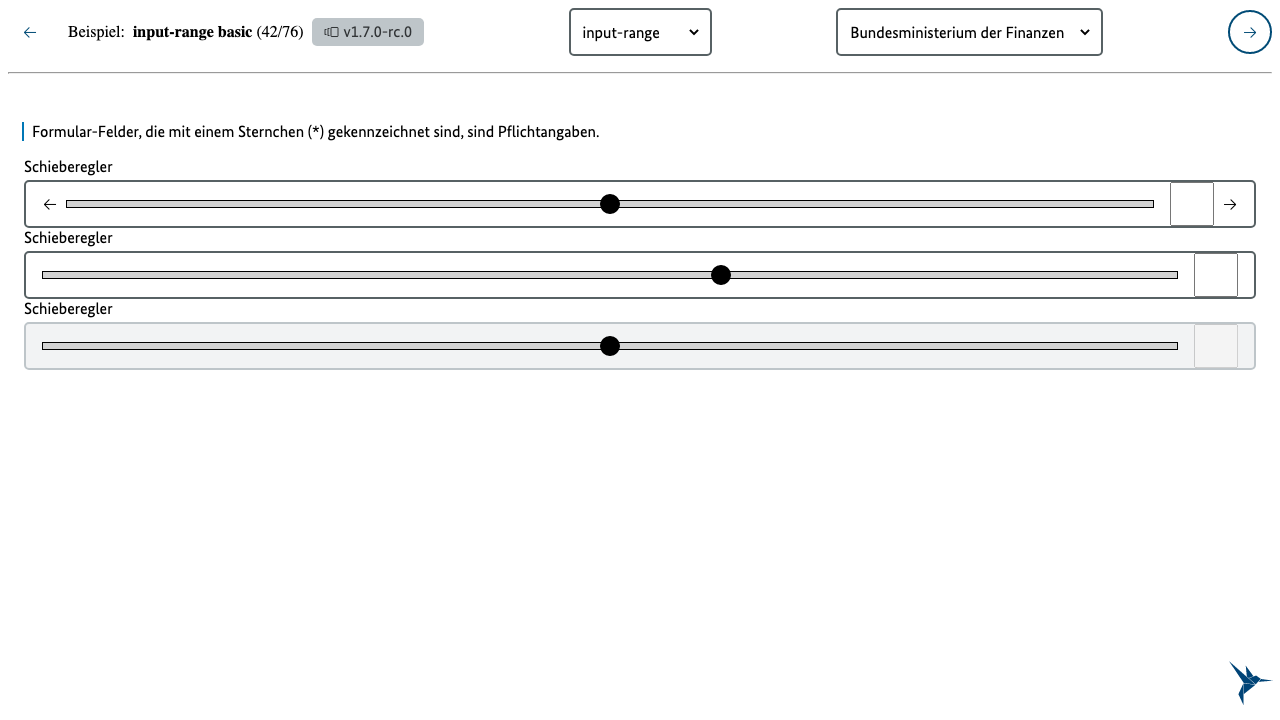 Beispiel: input-range basic (42/76) v1.7.0-rc.0 input-range Bundesministerium der Finanzen
Formular-Felder, die mit einem Sternchen (*) gekennzeichnet sind, sind Pflichtangaben.
Schieberegler
Schieberegler
Schieberegler